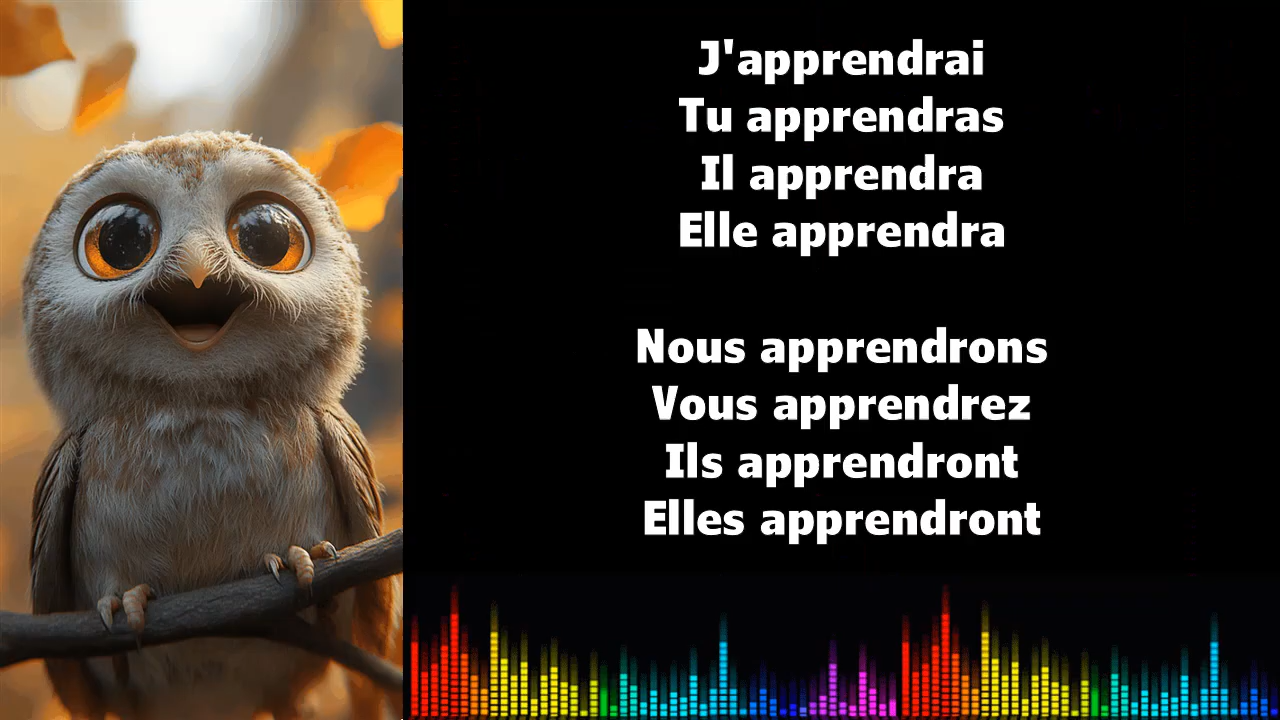 J'apprendrai
Tu apprendras
Il apprendra
Elle apprendra
Nous apprendrons
Vous apprendrez
Ils apprendront
Elles apprendront